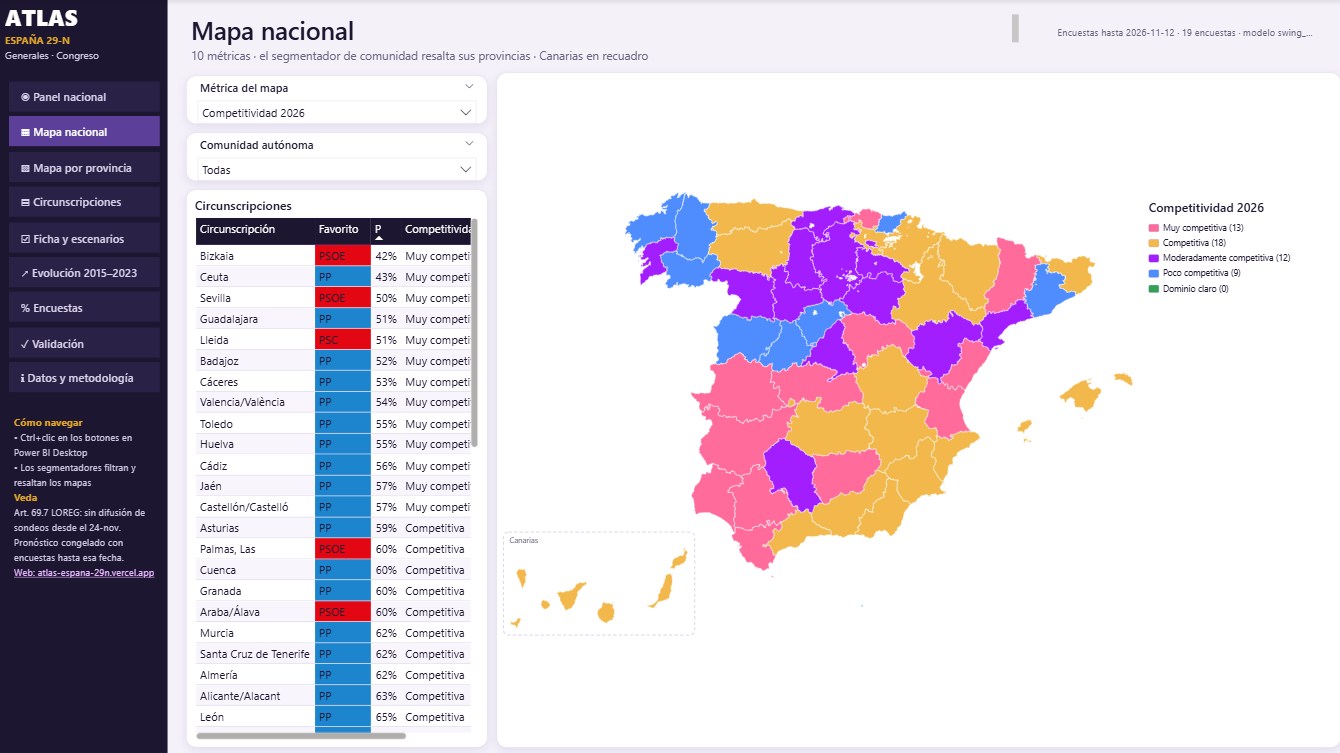 ATLAS
ESPAÑA 29-N
Generales · Congreso
◉ Panel nacional
Mapa nacional
Mapa por provincia
Circunscripciones
☑ Ficha y escenarios
↗ Evolución 2015–2023
% Encuestas
✓ Validación
ℹ Datos y metodología
Cómo navegar
• Ctrl+clic en los botones en
Power BI Desktop
• Los segmentadores filtran y
resaltan los mapas
Veda
Art. 69.7 LOREG: sin difusión de
sondeos desde el 24-nov.
Pronóstico congelado con
encuestas hasta esa fecha.
Web: atlas-espana-29n.vercel.app
Mapa nacional
10 métricas · el segmentador de comunidad resalta sus provincias · Canarias en recuadro
Encuestas hasta 2026-11-12 · 19 encuestas · modelo swing_...
Métrica del mapa
Competitividad 2026
Comunidad autónoma
Todas
Circunscripciones
Circunscripción Favorito P Competivida
Bizkaia PSOE 42% Muy competi
Ceuta PP 43% Muy competi
Sevilla PSOE 50% Muy competi
Guadalajara PP 51% Muy competi
Lleida PSC 51% Muy competi
Badajoz PP 52% Muy competi
Cáceres PP 53% Muy competi
Valencia/València PP 54% Muy competi
Toledo PP 55% Muy competi
Huelva PP 55% Muy competi
Cádiz PP 56% Muy competi
Jaén PP 57% Muy competi
Castellón/Castelló PP 57% Muy competi
Asturias PP 59% Competitiva
Palmas, Las PSOE 60% Competitiva
Cuenca PP 60% Competitiva
Granada PP 60% Competitiva
Araba/Álava PSOE 60% Competitiva
Murcia PP 62% Competitiva
Santa Cruz de Tenerife PP 62% Competitiva
Almería PP 62% Competitiva
Alicante/Alacant PP 63% Competitiva
León PP 65% Competitiva
Canarias
Competitividad 2026
Muy competitiva (13)
Competitiva (18)
Moderadamente competitiva (12)
Poco competitiva (9)
Dominio claro (0)